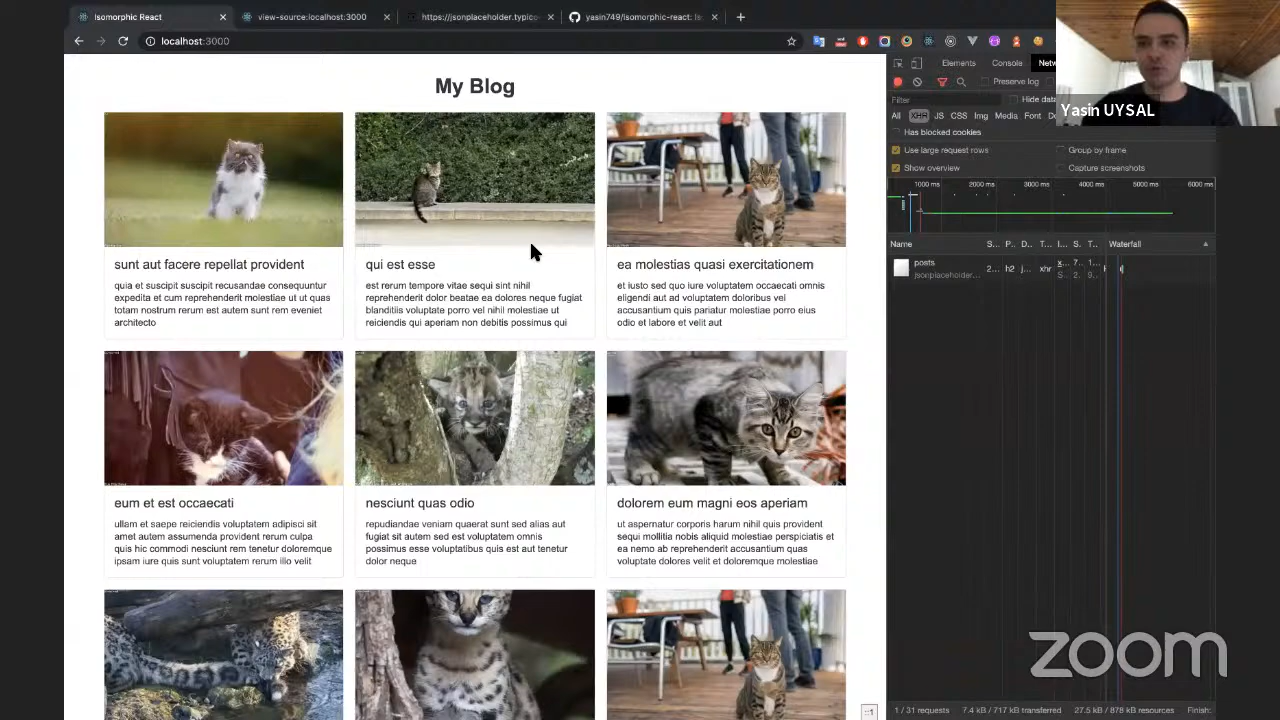 Isomorphic React
view-source:localhost:3000
https://jsonplaceholder.typico
yasin749/isomorphic-react: Is
localhost:3000
My Blog
sunt aut facere repellat provident
quia et suscipit suscipit recusandae consequuntur
expedita et cum reprehenderit molestiae ut ut quas
totam nostrum rerum est autem sunt rem eveniet
architecto
qui est esse
est rerum tempore vitae sequi sint nihil
reprehenderit dolor beatae ea dolores neque fugiat
blanditiis voluptate porro vel nihil molestiae ut
reiciendis qui aperiam non debitis possimus qui
ea molestias quasi exercitationem
et iusto sed quo iure voluptatem occaecati omnis
eligendi aut ad voluptatem doloribus vel
accusantium quis pariatur molestiae porro eius
odio et labore et velit aut
eum et est occaecati
ullam et saepe reiciendis voluptatem adipisci sit
amet autem assumenda provident rerum culpa
quis hic commodi nesciunt rem tenetur doloremque
ipsam iure quis sunt voluptatem rerum illo velit
nesciunt quas odio
repudiandae veniam quaerat sunt sed alias aut
fugiat sit autem sed est voluptatem omnis
possimus esse voluptatibus quis est aut tenetur
dolor neque
dolorem eum magni eos aperiam
ut aspernatur corporis harum nihil quis provident
sequi mollitia nobis aliquid molestiae perspiciatis et
ea nemo ab reprehenderit accusantium quas
voluptate dolores velit et doloremque molestiae
Elements Console Netw
Preserve log
Filter Hide data
All XHR JS CSS Img Media Font Do
Has blocked cookies
Use large request rows Group by frame
Show overview Capture screenshots
1000 ms 2000 ms 3000 ms 4000 ms 5000 ms 6000 ms
Name S... P.. D.. T.. I... S. T.. Waterfall
posts
jsonplaceholder...
2... h2 j... xhr
1 / 31 requests 7.4 kB / 717 kB transferred 27.5 kB / 878 kB resources Finish:
Yasin UYSAL
zoom